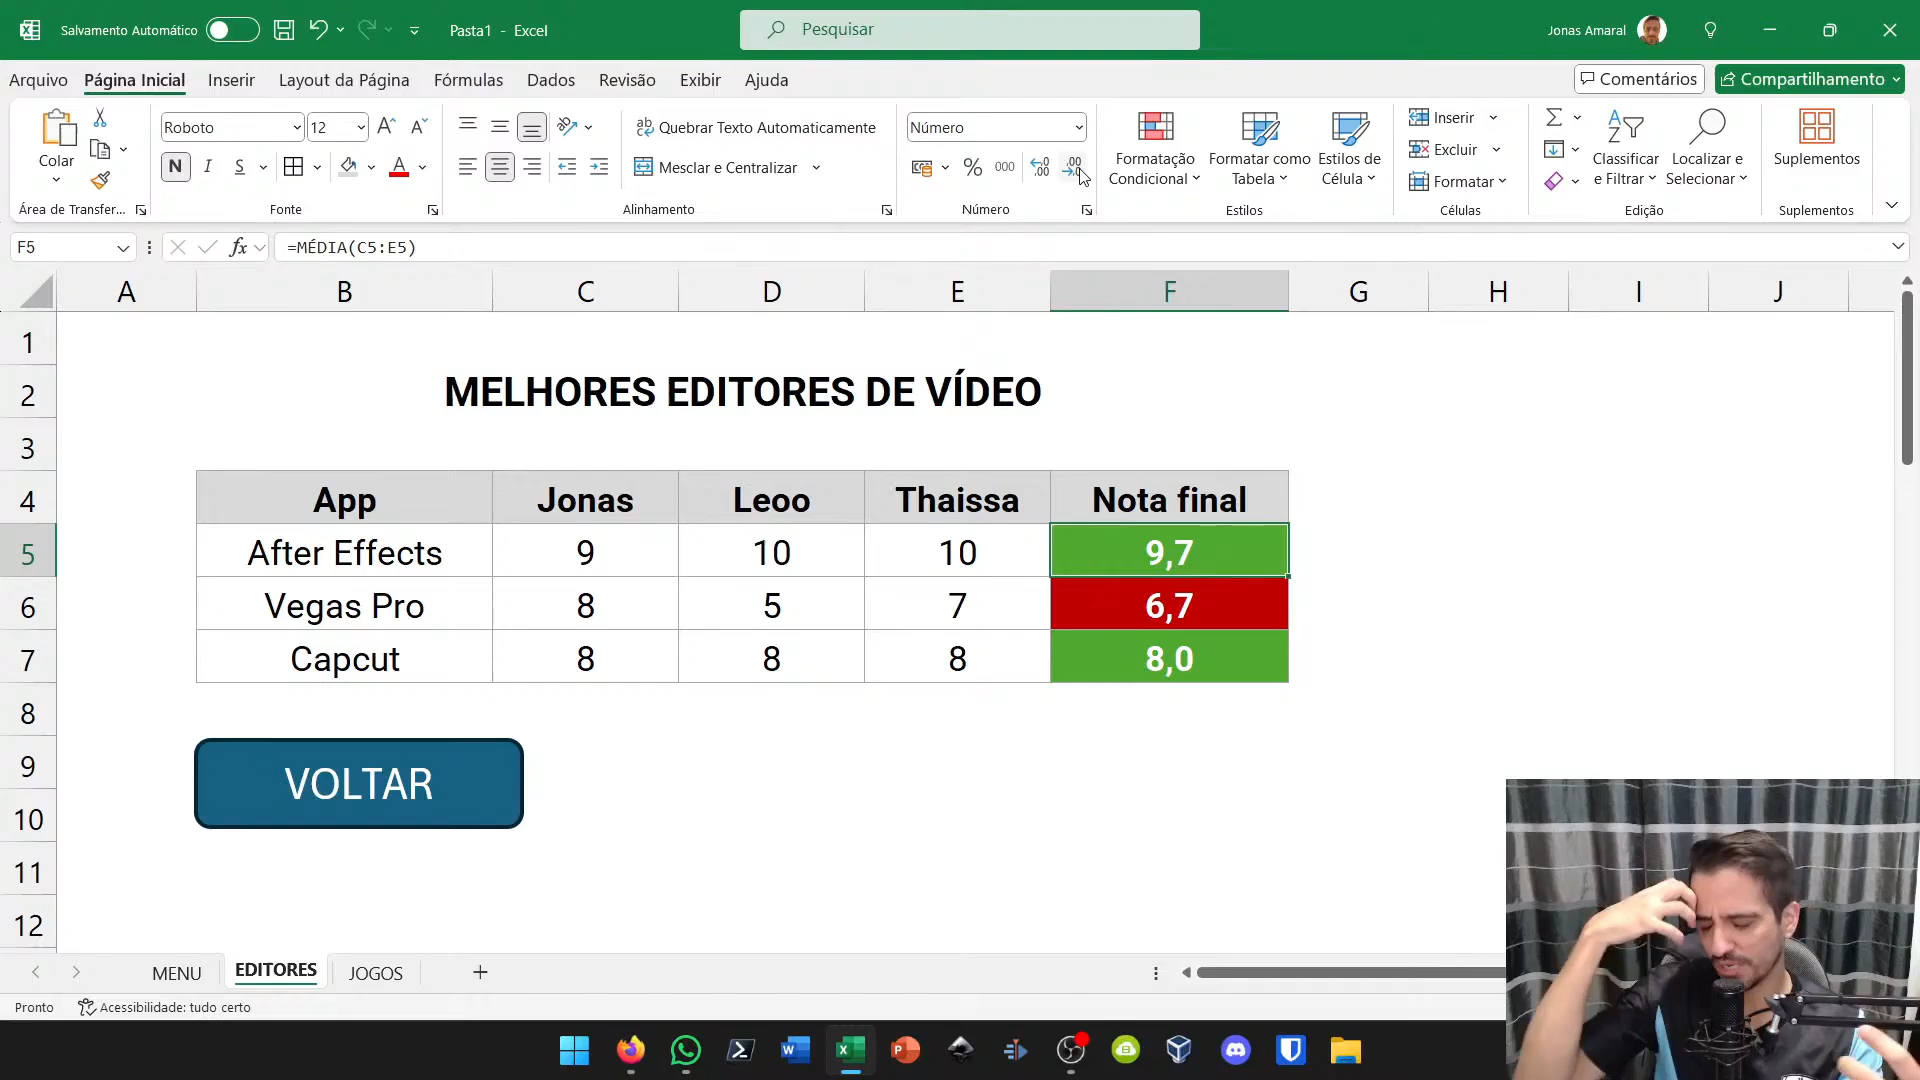 Salvamento Automático
Pasta1 - Excel
Pesquisar
Jonas Amaral
Arquivo
Página Inicial
Inserir
Layout da Página
Fórmulas
Dados
Revisão
Exibir
Ajuda
Comentários
Compartilhamento
Colar
Área de Transfer...
Roboto
12
N
I
S
Fonte
Quebrar Texto Automaticamente
Mesclar e Centralizar
Alinhamento
Número
%
000
Número
Formatação Condicional
Formatar como Tabela
Estilos de Célula
Estilos
Inserir
Excluir
Formatar
Células
Classificar e Filtrar
Localizar e Selecionar
Edição
Suplementos
Suplementos
F5
fx
=MÉDIA(C5:E5)
A B C D E F G H I J
1
2 MELHORES EDITORES DE VÍDEO
3
4 App Jonas Leoo Thaissa Nota final
5 After Effects 9 10 10 9,7
6 Vegas Pro 8 5 7 6,7
7 Capcut 8 8 8 8,0
8
9 VOLTAR
10
11
12
MENU
EDITORES
JOGOS
Pronto
Acessibilidade: tudo certo